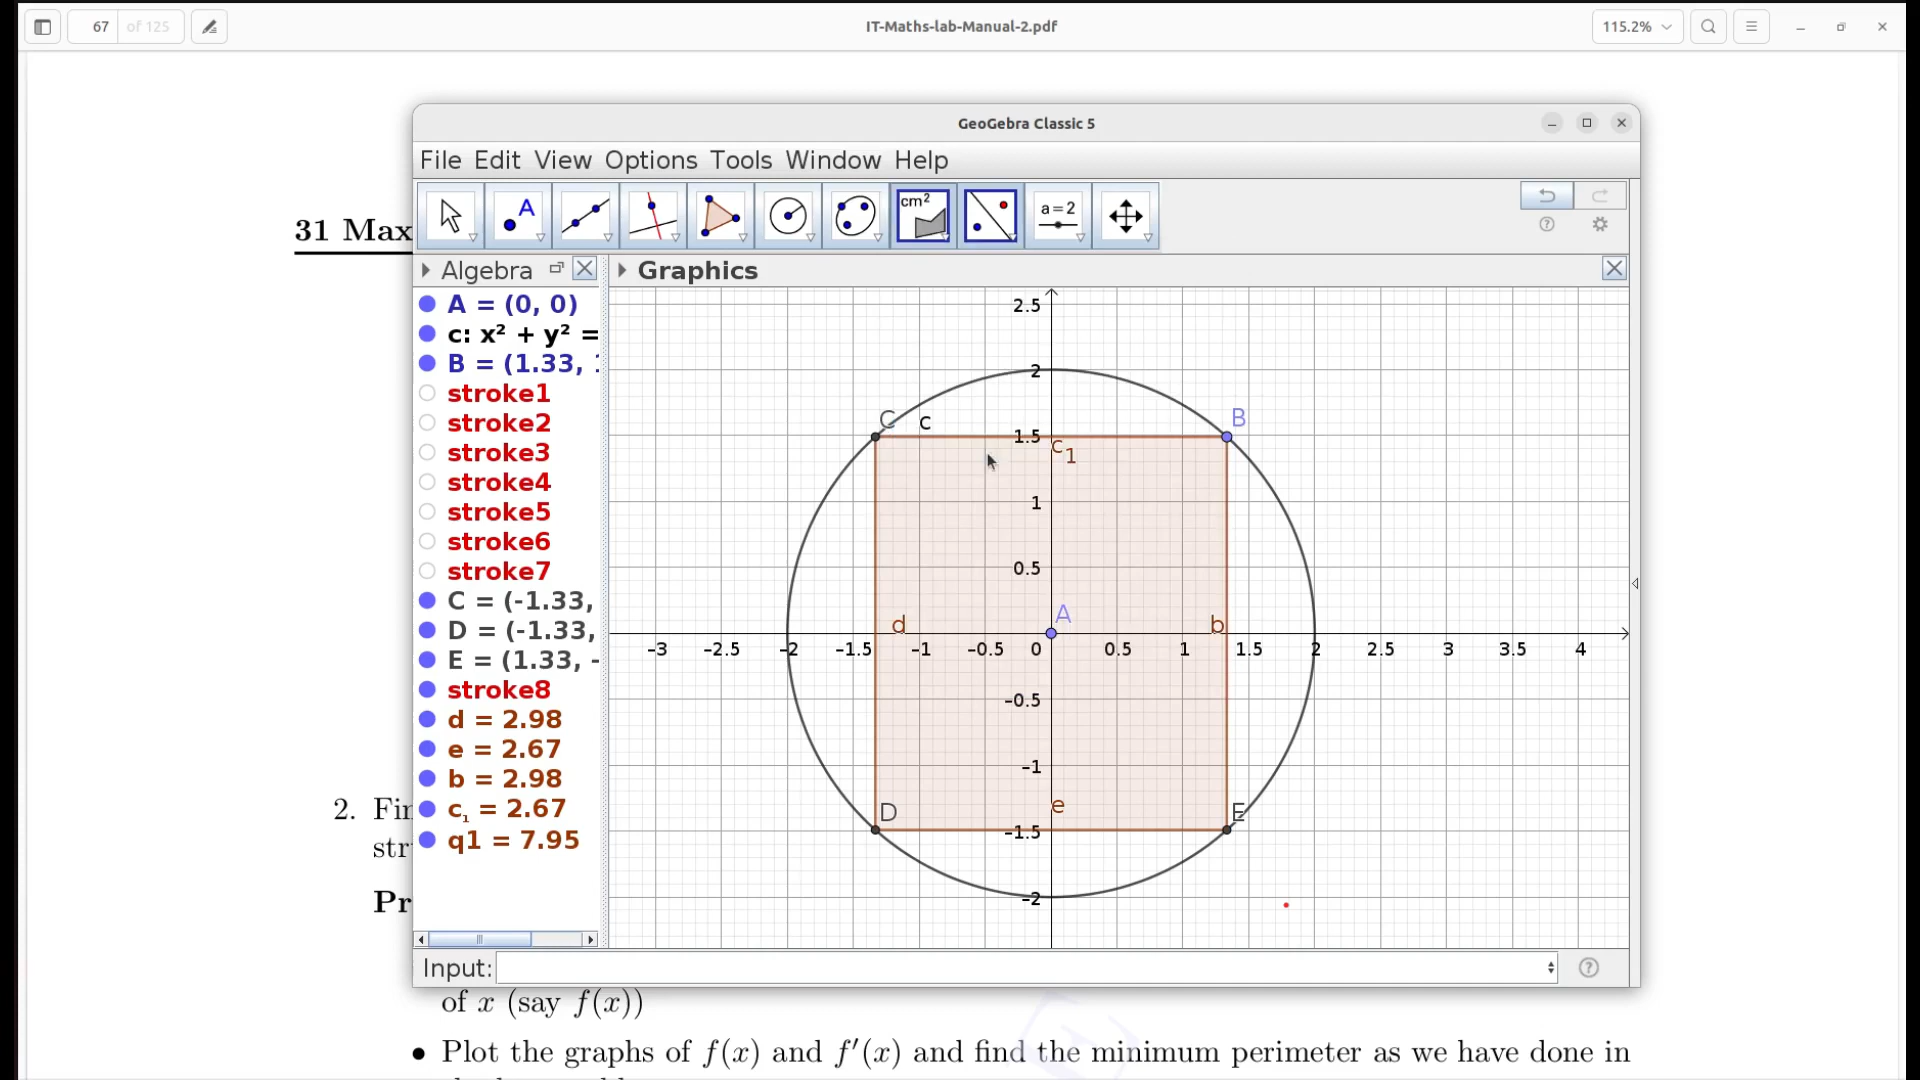 67 of 125
IT-Maths-lab-Manual-2.pdf
115.2%
31 Max
GeoGebra Classic 5
File Edit View Options Tools Window Help
A
cm²
a=2
Algebra
Graphics
A = (0, 0)
c: x² + y² =
B = (1.33,
stroke1
stroke2
stroke3
stroke4
stroke5
stroke6
stroke7
C = (-1.33,
D = (-1.33,
E = (1.33, -
stroke8
d = 2.98
e = 2.67
b = 2.98
c₁ = 2.67
q1 = 7.95
2.5
2
C c B
1.5
c₁
1
0.5
A
d b
-3 -2.5 -2 -1.5 -1 -0.5 0 0.5 1 1.5 2 2.5 3 3.5 4
-0.5
-1
D e E
-1.5
-2
2. Fin
str
Pr
Input:
of x (say f(x))
• Plot the graphs of f(x) and f′(x) and find the minimum perimeter as we have done in